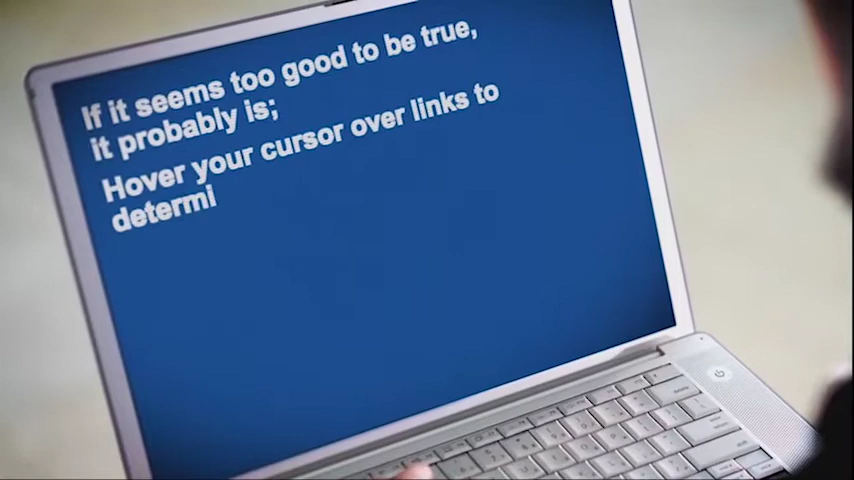 If it seems too good to be true,
it probably is;
Hover your cursor over links to
determi